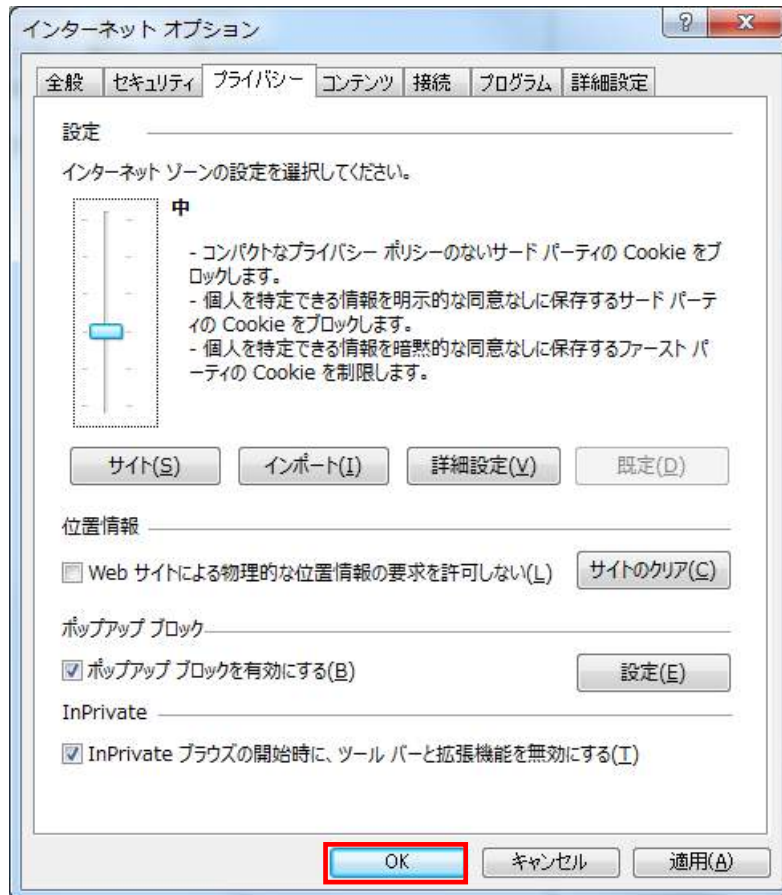 インターネット オプション
全般 セキュリティ プライバシー コンテンツ 接続 プログラム 詳細設定
設定
インターネット ゾーンの設定を選択してください。
中
- コンパクトなプライバシー ポリシーのないサード パーティの Cookie をブ
ロックします。
- 個人を特定できる情報を明示的な同意なしに保存するサード パーテ
ィの Cookie をブロックします。
- 個人を特定できる情報を暗黙的な同意なしに保存するファースト パ
ーティの Cookie を制限します。
サイト(S) インポート(I) 詳細設定(V) 既定(D)
位置情報
Web サイトによる物理的な位置情報の要求を許可しない(L) サイトのクリア(C)
ポップアップ ブロック
ポップアップ ブロックを有効にする(B) 設定(E)
InPrivate
InPrivate ブラウズの開始時に、ツール バーと拡張機能を無効にする(T)
OK キャンセル 適用(A)